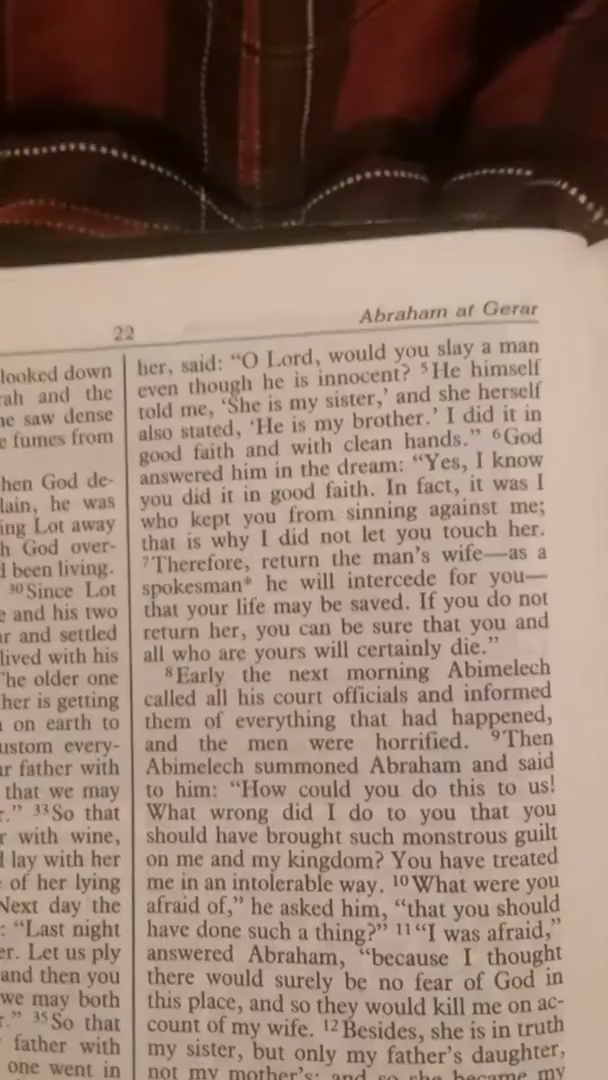 22
Abraham at Gerar
looked down
rah and the
he saw dense
e fumes from
hen God de-
lain, he was
ing Lot away
h God over-
d been living.
30 Since Lot
e and his two
ar and settled
lived with his
The older one
her is getting
on earth to
ustom every-
ur father with
that we may
r.” 33 So that
r with wine,
d lay with her
of her lying
Next day the
: “Last night
er. Let us ply
and then you
we may both
r.” 35 So that
father with
one went in
her, said: “O Lord, would you slay a man
even though he is innocent? 5 He himself
told me, ‘She is my sister,’ and she herself
also stated, ‘He is my brother.’ I did it in
good faith and with clean hands.” 6 God
answered him in the dream: “Yes, I know
you did it in good faith. In fact, it was I
who kept you from sinning against me;
that is why I did not let you touch her.
7 Therefore, return the man’s wife—as a
spokesman* he will intercede for you—
that your life may be saved. If you do not
return her, you can be sure that you and
all who are yours will certainly die.”
8 Early the next morning Abimelech
called all his court officials and informed
them of everything that had happened,
and the men were horrified. 9 Then
Abimelech summoned Abraham and said
to him: “How could you do this to us!
What wrong did I do to you that you
should have brought such monstrous guilt
on me and my kingdom? You have treated
me in an intolerable way. 10 What were you
afraid of,” he asked him, “that you should
have done such a thing?” 11 “I was afraid,”
answered Abraham, “because I thought
there would surely be no fear of God in
this place, and so they would kill me on ac-
count of my wife. 12 Besides, she is in truth
my sister, but only my father’s daughter,
not my mother’s; and so she became my